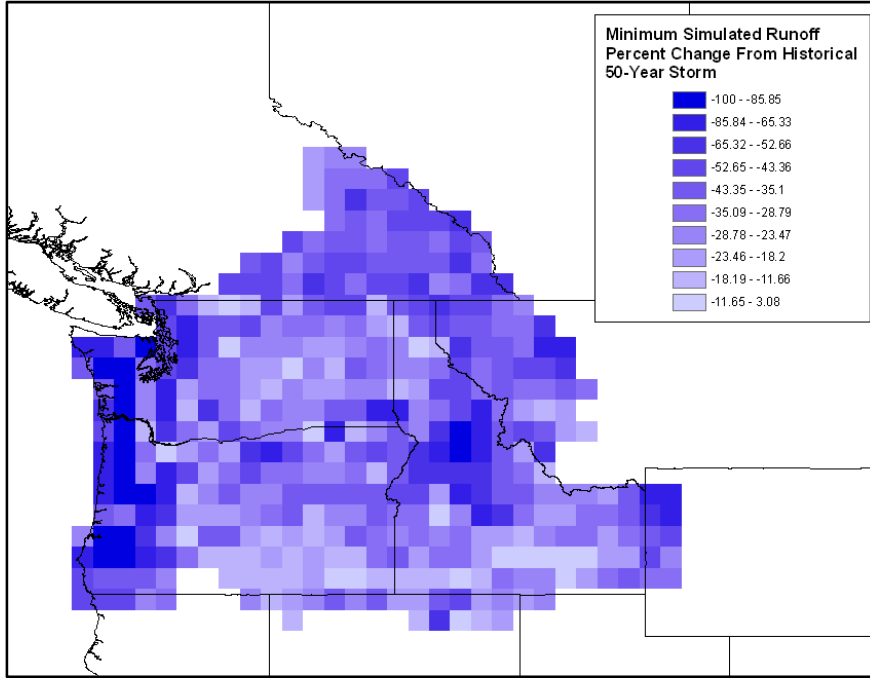 Minimum Simulated Runoff
Percent Change From Historical
50-Year Storm
-100 - -85.85
-85.84 - -65.33
-65.32 - -52.66
-52.65 - -43.36
-43.35 - -35.1
-35.09 - -28.79
-28.78 - -23.47
-23.46 - -18.2
-18.19 - -11.66
-11.65 - 3.08